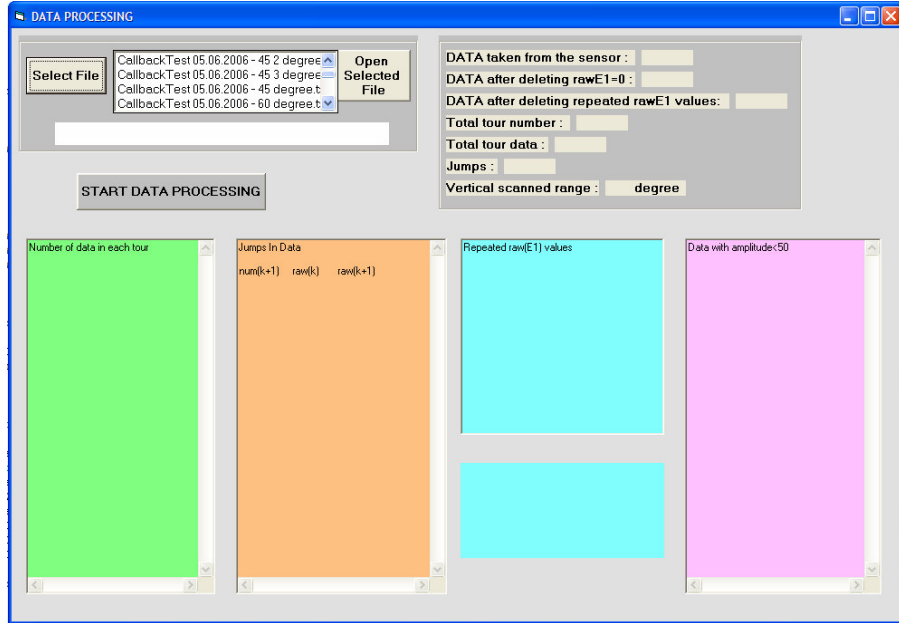 DATA PROCESSING
Select File
CallbackTest 05.06.2006 - 45 2 degree
CallbackTest 05.06.2006 - 45 3 degree
CallbackTest 05.06.2006 - 45 degree.t
CallbackTest 05.06.2006 - 60 degree.t
Open
Selected
File
START DATA PROCESSING
DATA taken from the sensor :
DATA after deleting rawE1=0 :
DATA after deleting repeated rawE1 values:
Total tour number :
Total tour data :
Jumps :
Vertical scanned range : degree
Number of data in each tour
Jumps In Data
num(k+1) raw(k) raw(k+1)
Repeated raw(E1) values
Data with amplitude<50